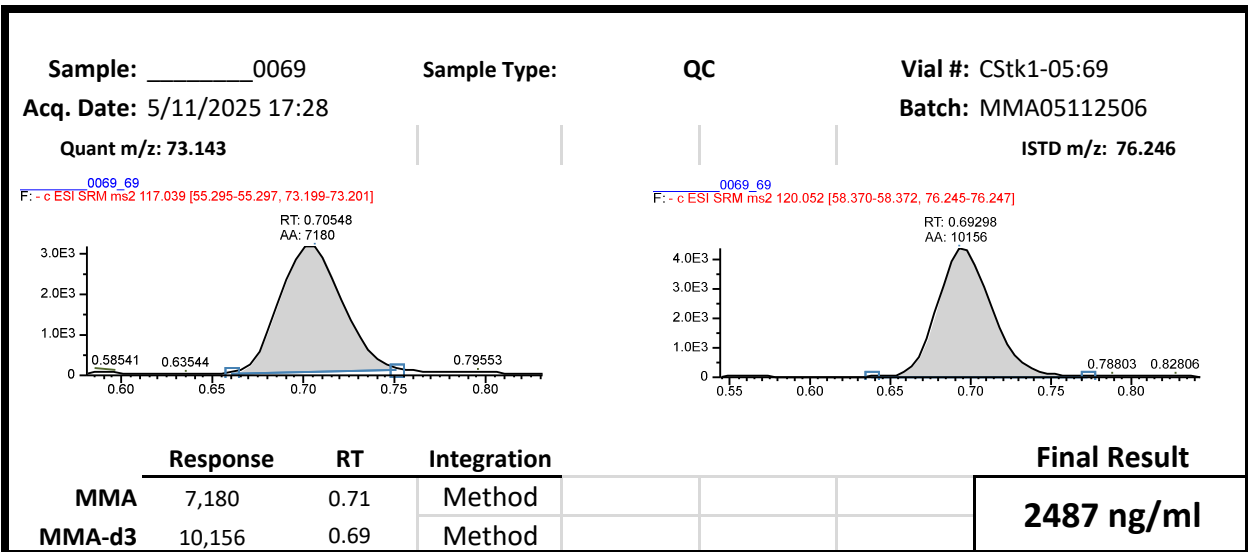 Sample: ________0069 Sample Type: QC Vial #: CStk1-05:69
Acq. Date: 5/11/2025 17:28 Batch: MMA05112506
Quant m/z: 73.143 ISTD m/z: 76.246
________0069_69
F: - c ESI SRM ms2 117.039 [55.295-55.297, 73.199-73.201]
RT: 0.70548
AA: 7180
3.0E3
2.0E3
1.0E3
0
0.58541 0.63544 0.79553
0.60 0.65 0.70 0.75 0.80
________0069_69
F: - c ESI SRM ms2 120.052 [58.370-58.372, 76.245-76.247]
RT: 0.69298
AA: 10156
4.0E3
3.0E3
2.0E3
1.0E3
0
0.78803 0.82806
0.55 0.60 0.65 0.70 0.75 0.80
Response RT Integration Final Result
MMA 7,180 0.71 Method
2487 ng/ml
MMA-d3 10,156 0.69 Method